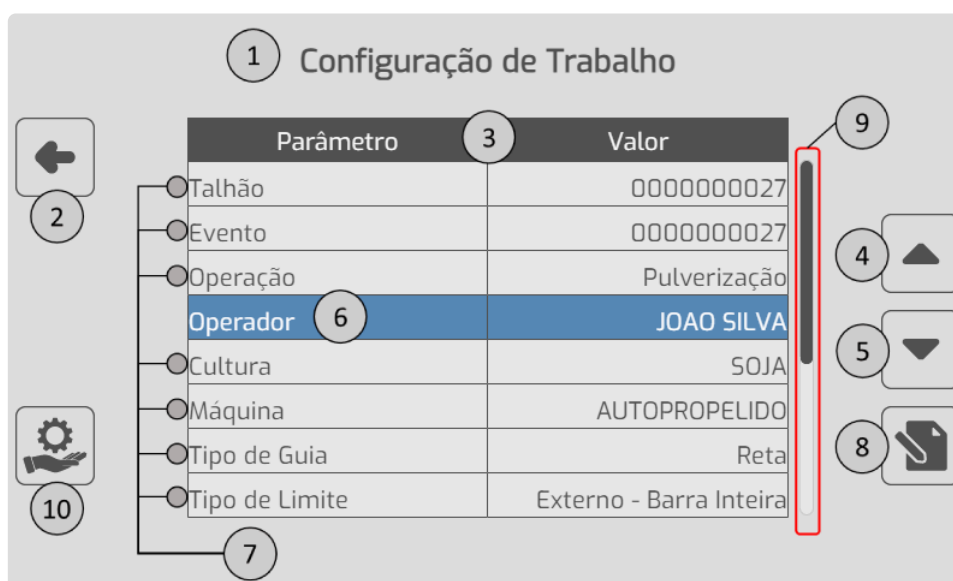 1 Configuração de Trabalho
9
Parâmetro 3 Valor
2
Talhão 0000000027
Evento 0000000027
4
Operação Pulverização
Operador 6 JOAO SILVA
5
Cultura SOJA
Máquina AUTOPROPELIDO
8
Tipo de Guia Reta
Tipo de Limite Externo - Barra Inteira
10
7